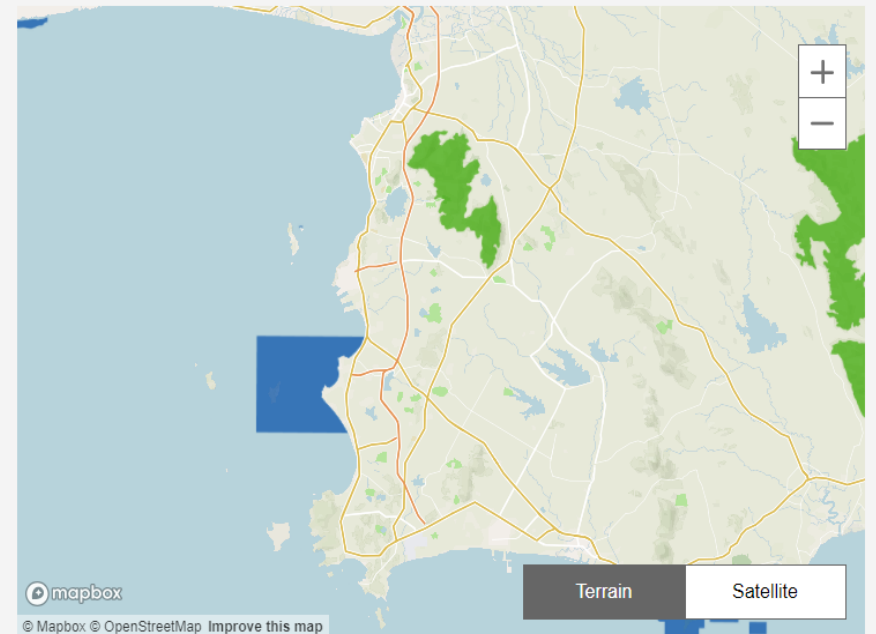 +
−
Terrain
Satellite
mapbox
© Mapbox © OpenStreetMap Improve this map